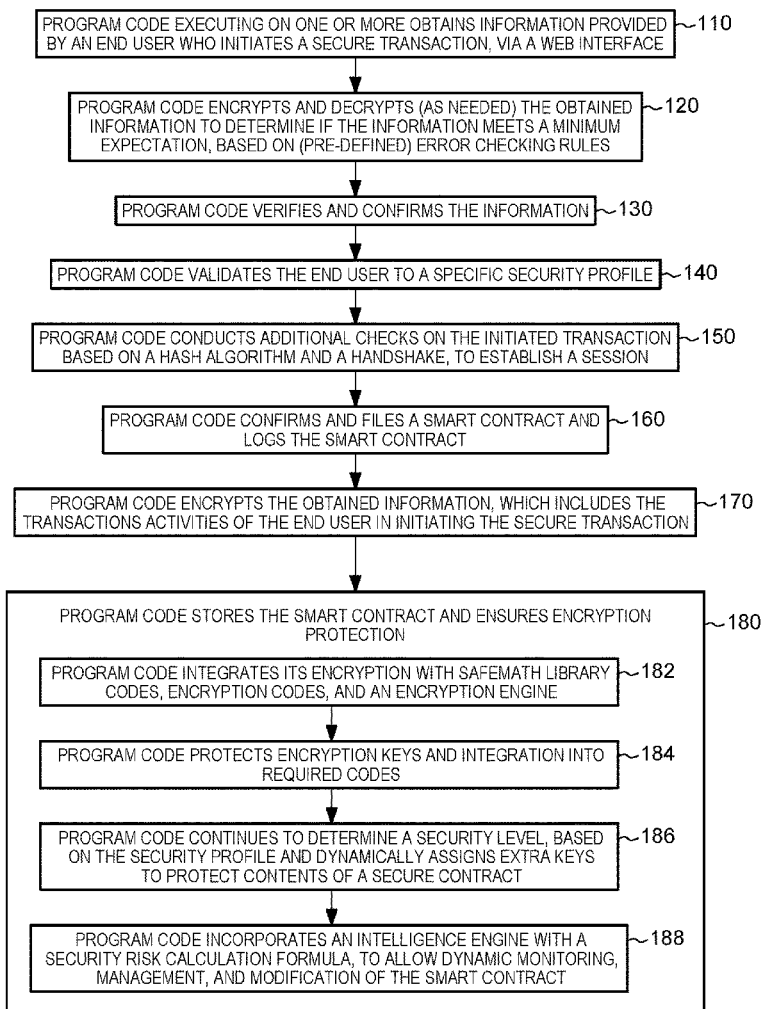 PROGRAM CODE EXECUTING ON ONE OR MORE OBTAINS INFORMATION PROVIDED
BY AN END USER WHO INITIATES A SECURE TRANSACTION, VIA A WEB INTERFACE
110
PROGRAM CODE ENCRYPTS AND DECRYPTS (AS NEEDED) THE OBTAINED
INFORMATION TO DETERMINE IF THE INFORMATION MEETS A MINIMUM
EXPECTATION, BASED ON (PRE-DEFINED) ERROR CHECKING RULES
120
PROGRAM CODE VERIFIES AND CONFIRMS THE INFORMATION
130
PROGRAM CODE VALIDATES THE END USER TO A SPECIFIC SECURITY PROFILE
140
PROGRAM CODE CONDUCTS ADDITIONAL CHECKS ON THE INITIATED TRANSACTION
BASED ON A HASH ALGORITHM AND A HANDSHAKE, TO ESTABLISH A SESSION
150
PROGRAM CODE CONFIRMS AND FILES A SMART CONTRACT AND
LOGS THE SMART CONTRACT
160
PROGRAM CODE ENCRYPTS THE OBTAINED INFORMATION, WHICH INCLUDES THE
TRANSACTIONS ACTIVITIES OF THE END USER IN INITIATING THE SECURE TRANSACTION
170
PROGRAM CODE STORES THE SMART CONTRACT AND ENSURES ENCRYPTION
PROTECTION
180
PROGRAM CODE INTEGRATES ITS ENCRYPTION WITH SAFEMATH LIBRARY
CODES, ENCRYPTION CODES, AND AN ENCRYPTION ENGINE
182
PROGRAM CODE PROTECTS ENCRYPTION KEYS AND INTEGRATION INTO
REQUIRED CODES
184
PROGRAM CODE CONTINUES TO DETERMINE A SECURITY LEVEL, BASED
ON THE SECURITY PROFILE AND DYNAMICALLY ASSIGNS EXTRA KEYS
TO PROTECT CONTENTS OF A SECURE CONTRACT
186
PROGRAM CODE INCORPORATES AN INTELLIGENCE ENGINE WITH A
SECURITY RISK CALCULATION FORMULA, TO ALLOW DYNAMIC MONITORING,
MANAGEMENT, AND MODIFICATION OF THE SMART CONTRACT
188